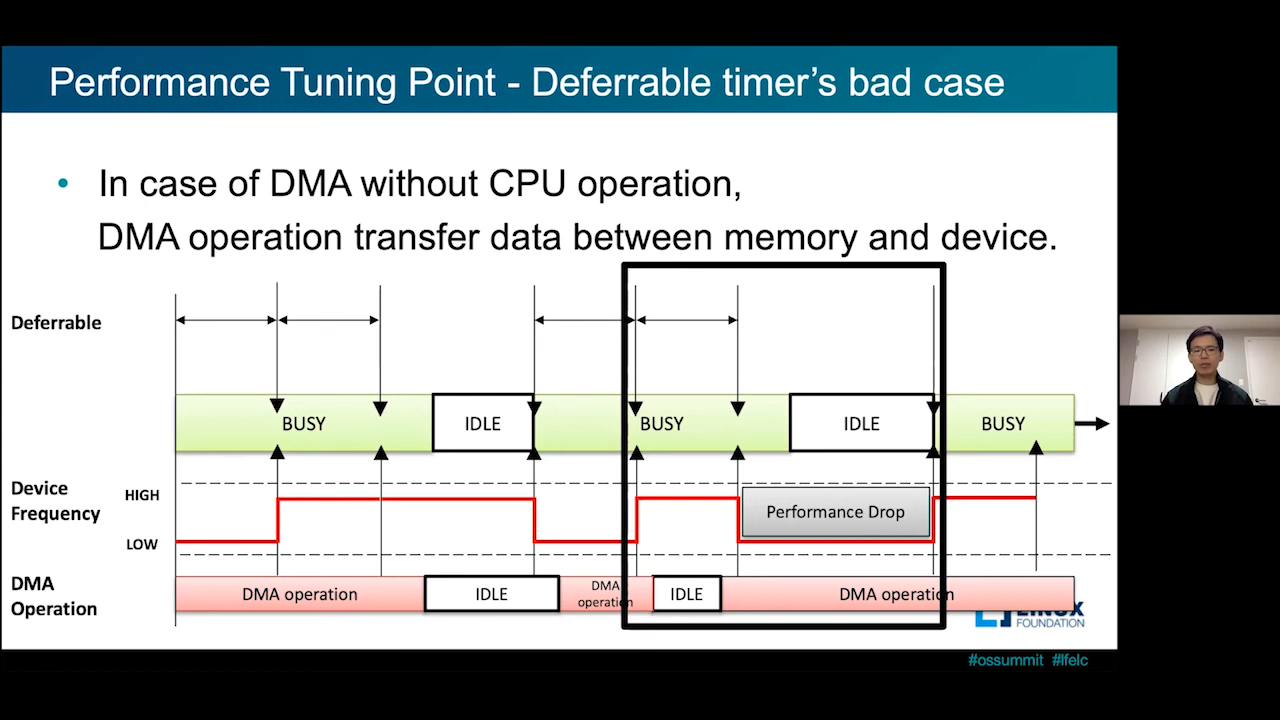 Performance Tuning Point - Deferrable timer's bad case
• In case of DMA without CPU operation,
DMA operation transfer data between memory and device.
Deferrable
BUSY
IDLE
BUSY
IDLE
BUSY
Device
Frequency
HIGH
LOW
Performance Drop
DMA
Operation
DMA operation
IDLE
DMA
operation
IDLE
DMA operation
LINUX
FOUNDATION
#ossummit #lfelc